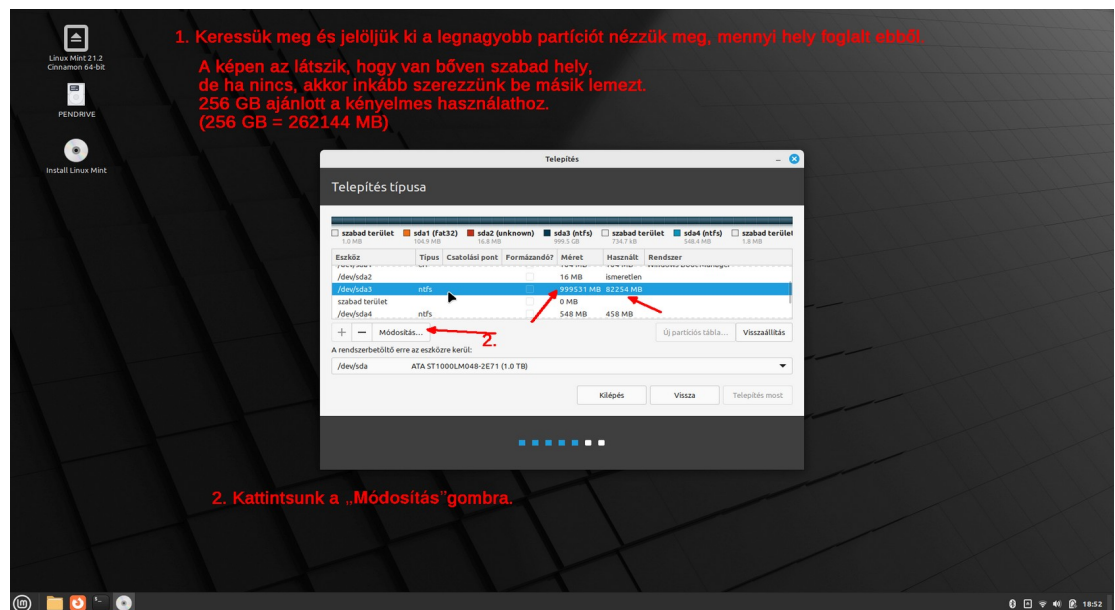 1. Keressük meg és jelöljük ki a legnagyobb partíciót nézzük meg, mennyi hely foglalt ebből.
A képen az látszik, hogy van bőven szabad hely,
de ha nincs, akkor inkább szerezzünk be másik lemezt.
256 GB ajánlott a kényelmes használathoz.
(256 GB = 262144 MB)
Linux Mint 21.2
Cinnamon 64-bit
PENDRIVE
Install Linux Mint
Telepítés
Telepítés típusa
szabad terület sda1 (fat32) sda2 (unknown) sda3 (ntfs) szabad terület sda4 (ntfs) szabad terület
1.0 MB 104.9 MB 16.8 MB 999.5 GB 734.7 kB 548.4 MB 1.8 MB
Eszköz Típus Csatolási pont Formázandó? Méret Használt Rendszer
/dev/sda2 16 MB ismeretlen
/dev/sda3 ntfs 999531 MB 82254 MB
szabad terület 0 MB
/dev/sda4 ntfs 548 MB 458 MB
+ − Módosítás... Új partíciós tábla... Visszaállítás
2.
A rendszerbetöltő erre az eszközre kerül:
/dev/sda ATA ST1000LM048-2E71 (1.0 TB)
Kilépés Vissza Telepítés most
2. Kattintsunk a „Módosítás”gombra.
18:52